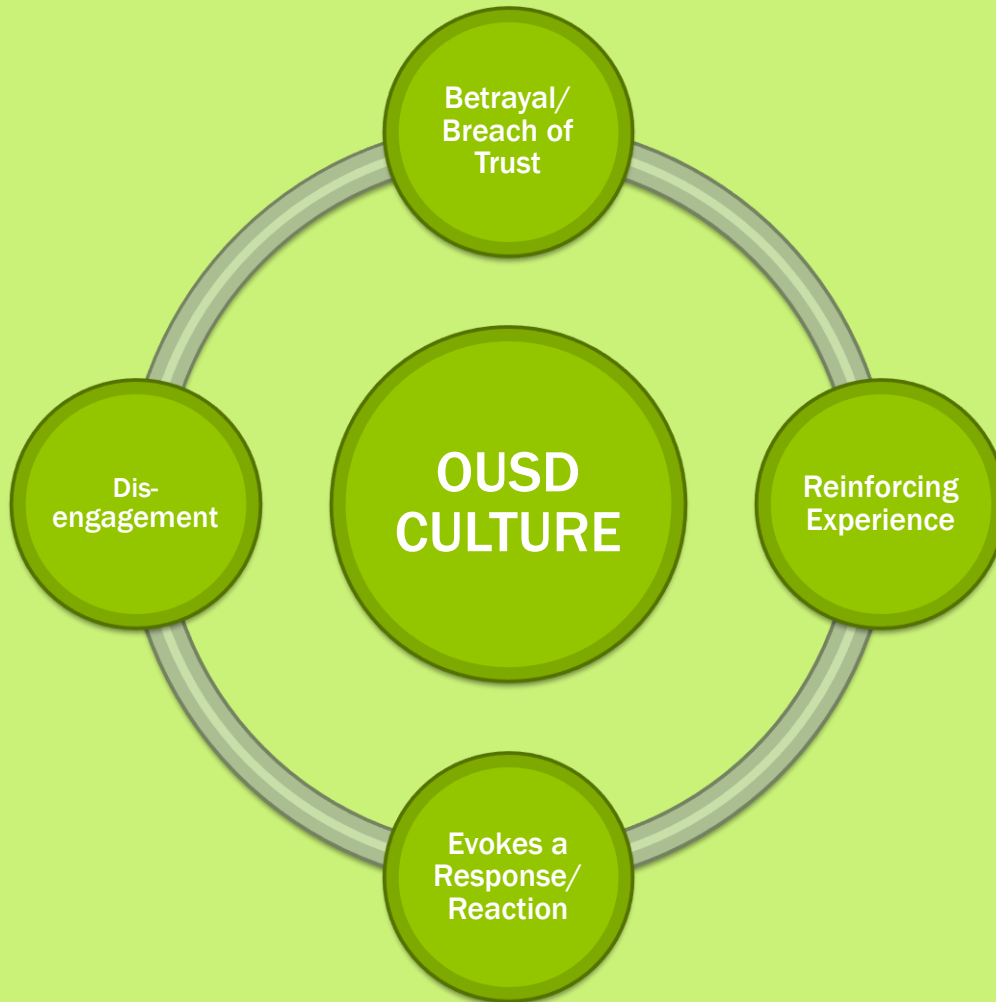 Betrayal/
Breach of
Trust
Dis-
engagement
OUSD
CULTURE
Reinforcing
Experience
Evokes a
Response/
Reaction